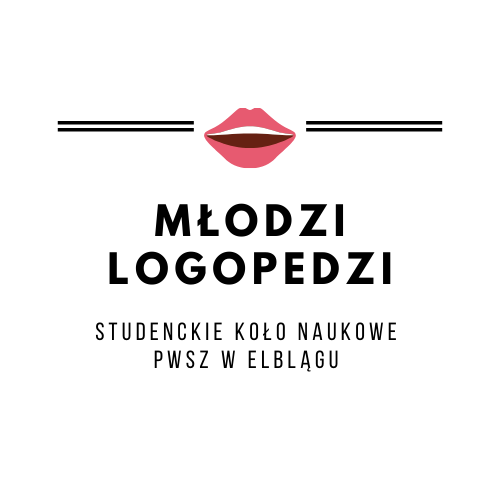 MŁODZI
LOGOPEDZI
STUDENCKIE KOŁO NAUKOWE
PWSZ W ELBLĄGU